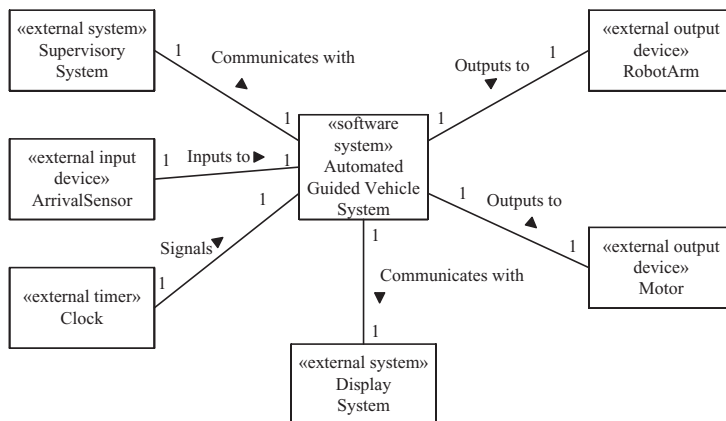 «external system»
Supervisory
System
1
Communicates with
1
«external input
device»
ArrivalSensor
1
Inputs to
1
«external timer»
Clock
1
Signals
«software
system»
Automated
Guided Vehicle
System
1
Outputs to
1
«external output
device»
RobotArm
1
Outputs to
1
«external output
device»
Motor
1
Communicates with
1
«external system»
Display
System